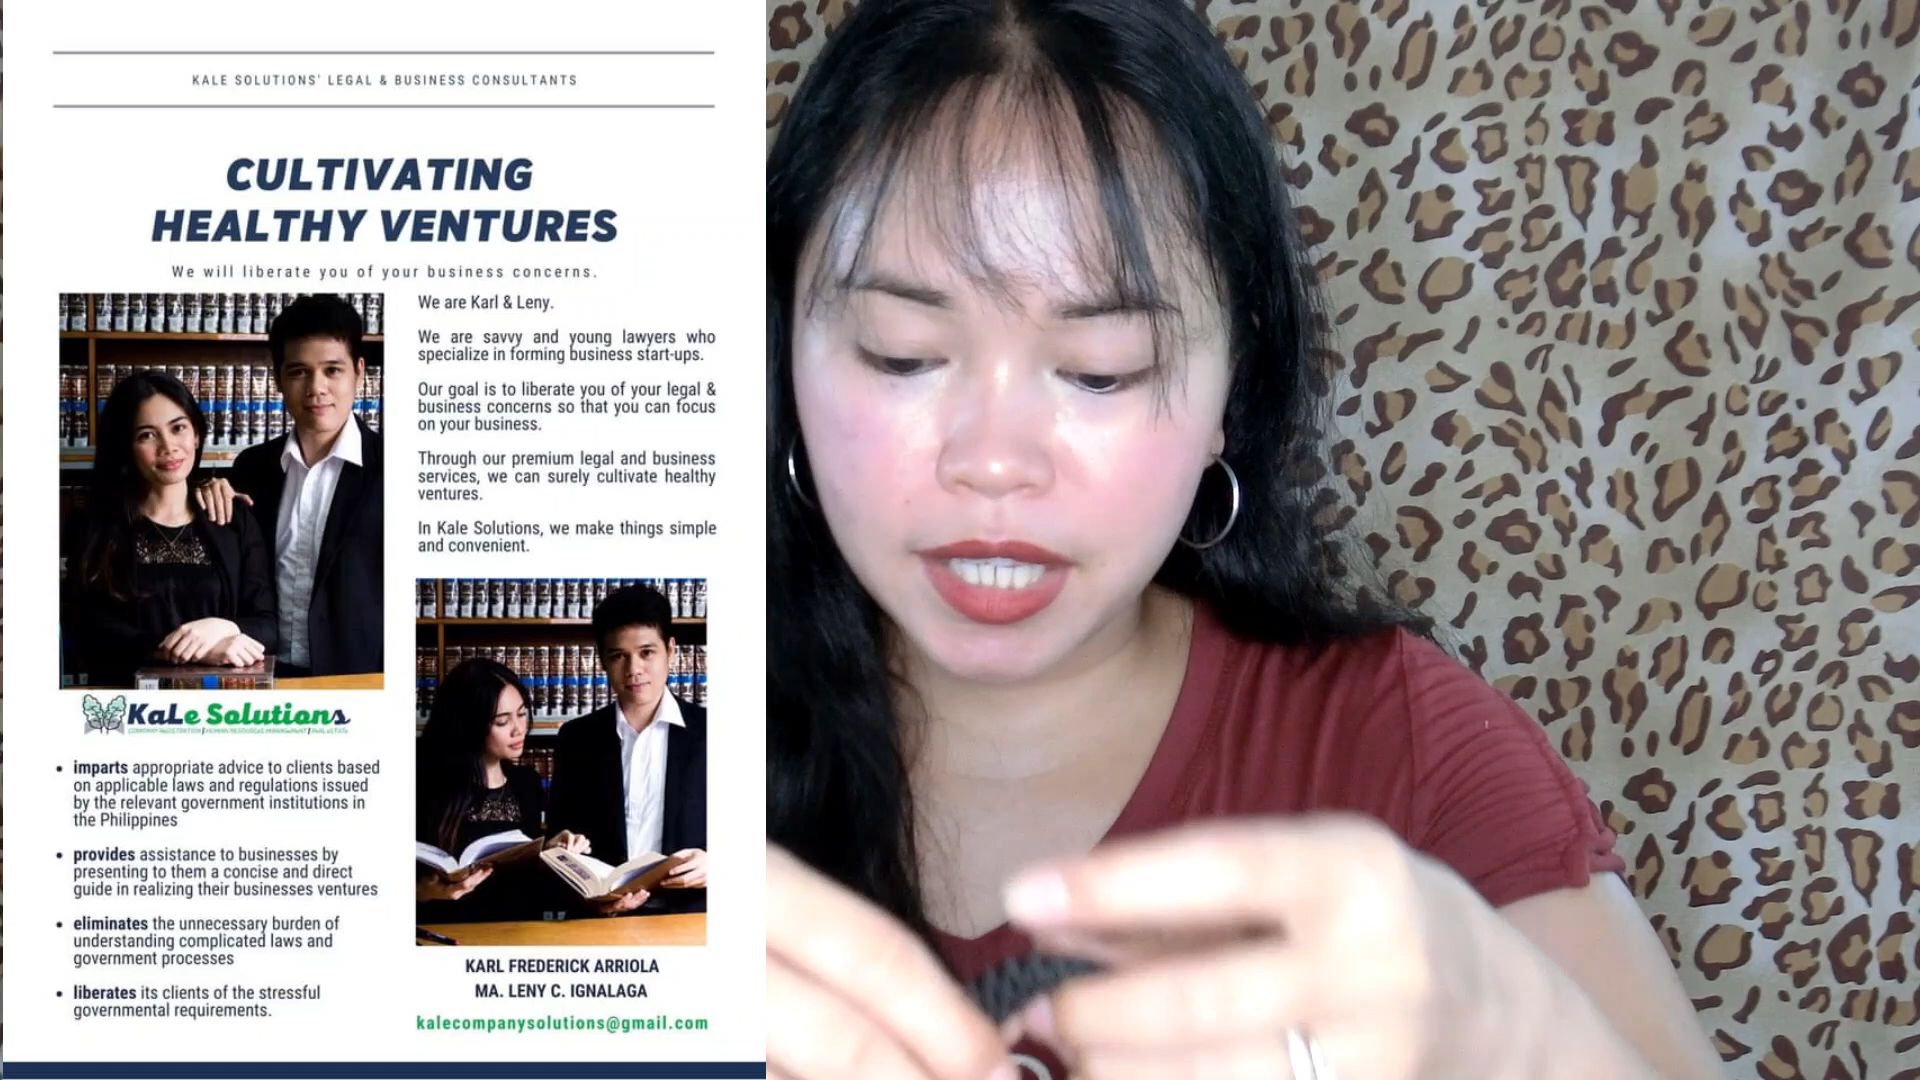 KALE SOLUTIONS' LEGAL & BUSINESS CONSULTANTS
CULTIVATING
HEALTHY VENTURES
We will liberate you of your business concerns.
We are Karl & Leny.
We are savvy and young lawyers who
specialize in forming business start-ups.
Our goal is to liberate you of your legal &
business concerns so that you can focus
on your business.
Through our premium legal and business
services, we can surely cultivate healthy
ventures.
In Kale Solutions, we make things simple
and convenient.
KaLe Solutions
COMPANY REGISTRATION / HUMAN RESOURCES MANAGEMENT / REAL ESTATE
• imparts appropriate advice to clients based
on applicable laws and regulations issued
by the relevant government institutions in
the Philippines
• provides assistance to businesses by
presenting to them a concise and direct
guide in realizing their businesses ventures
• eliminates the unnecessary burden of
understanding complicated laws and
government processes
• liberates its clients of the stressful
governmental requirements.
KARL FREDERICK ARRIOLA
MA. LENY C. IGNALAGA
kalecompanysolutions@gmail.com